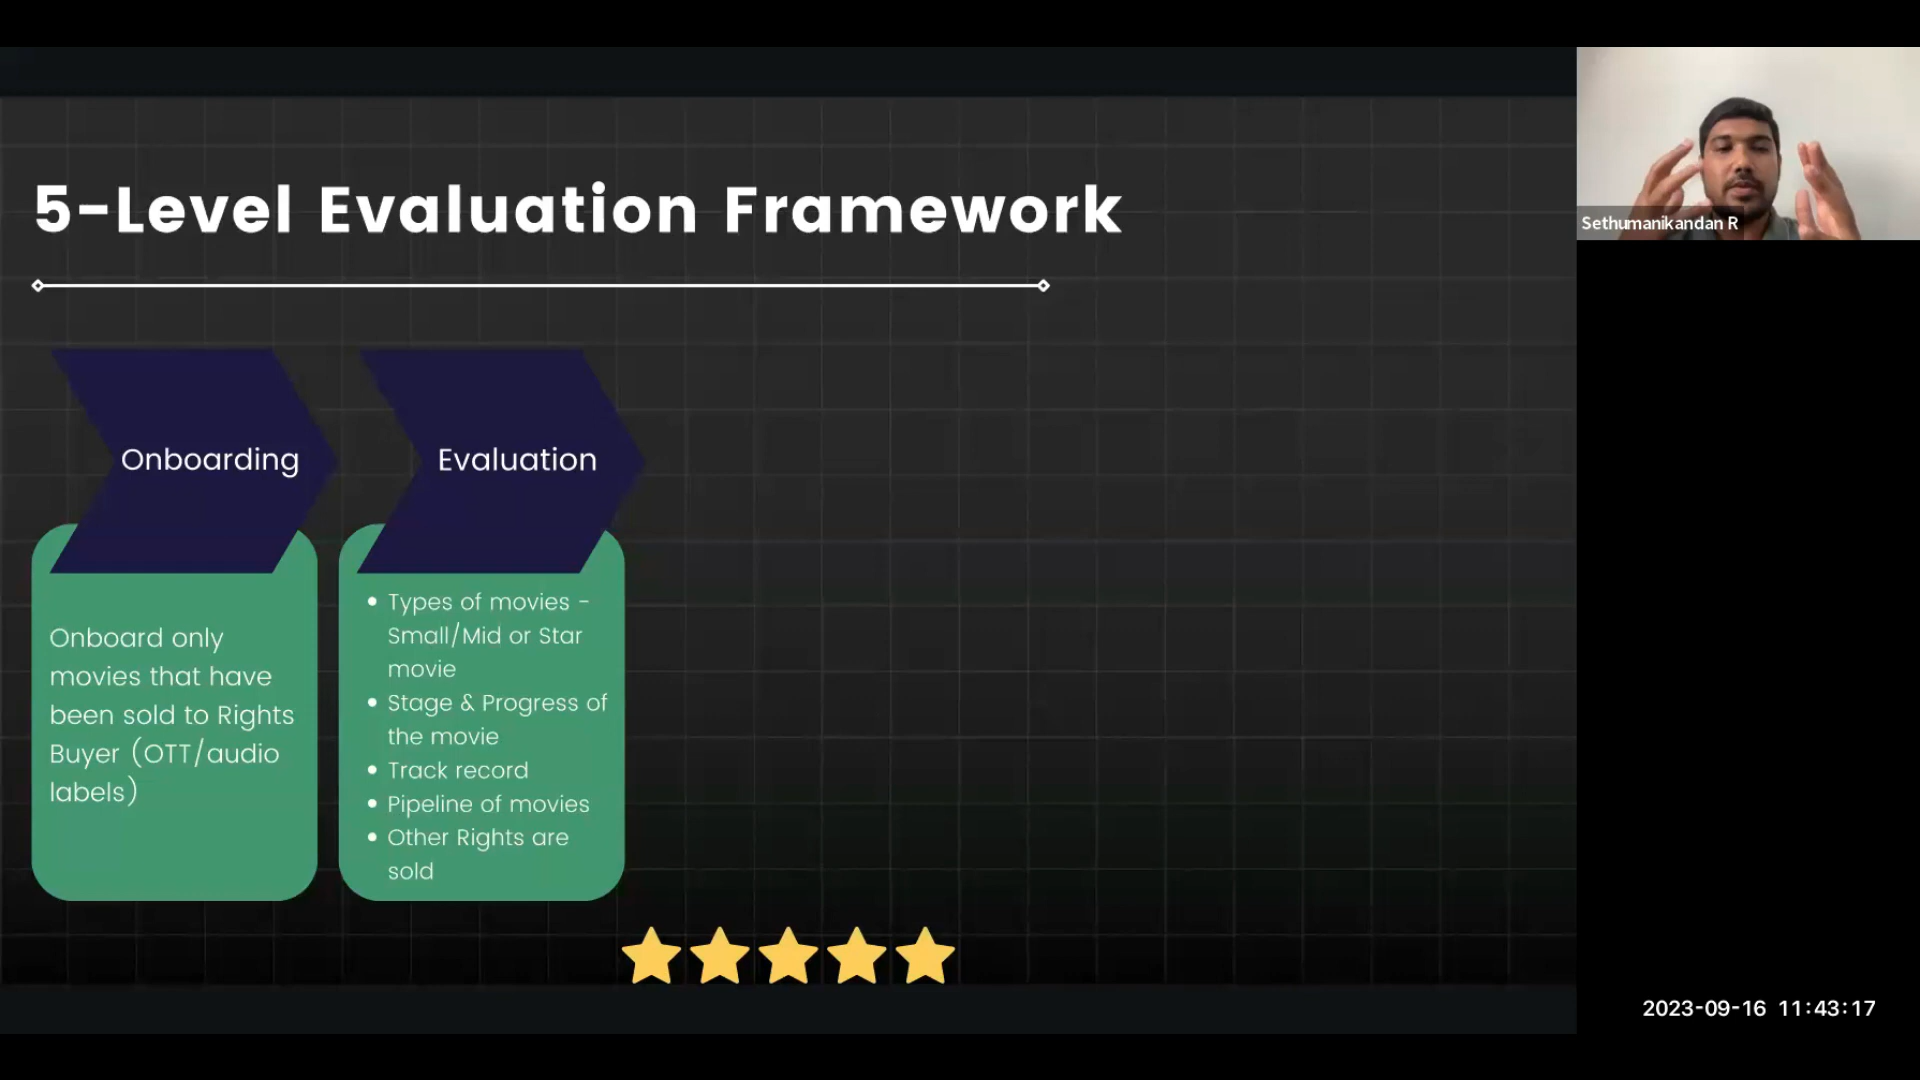 5-Level Evaluation Framework
Onboarding
Onboard only
movies that have
been sold to Rights
Buyer (OTT/audio
labels)
Evaluation
• Types of movies -
Small/Mid or Star
movie
• Stage & Progress of
the movie
• Track record
• Pipeline of movies
• Other Rights are
sold
Sethumanikandan R
2023-09-16 11:43:17